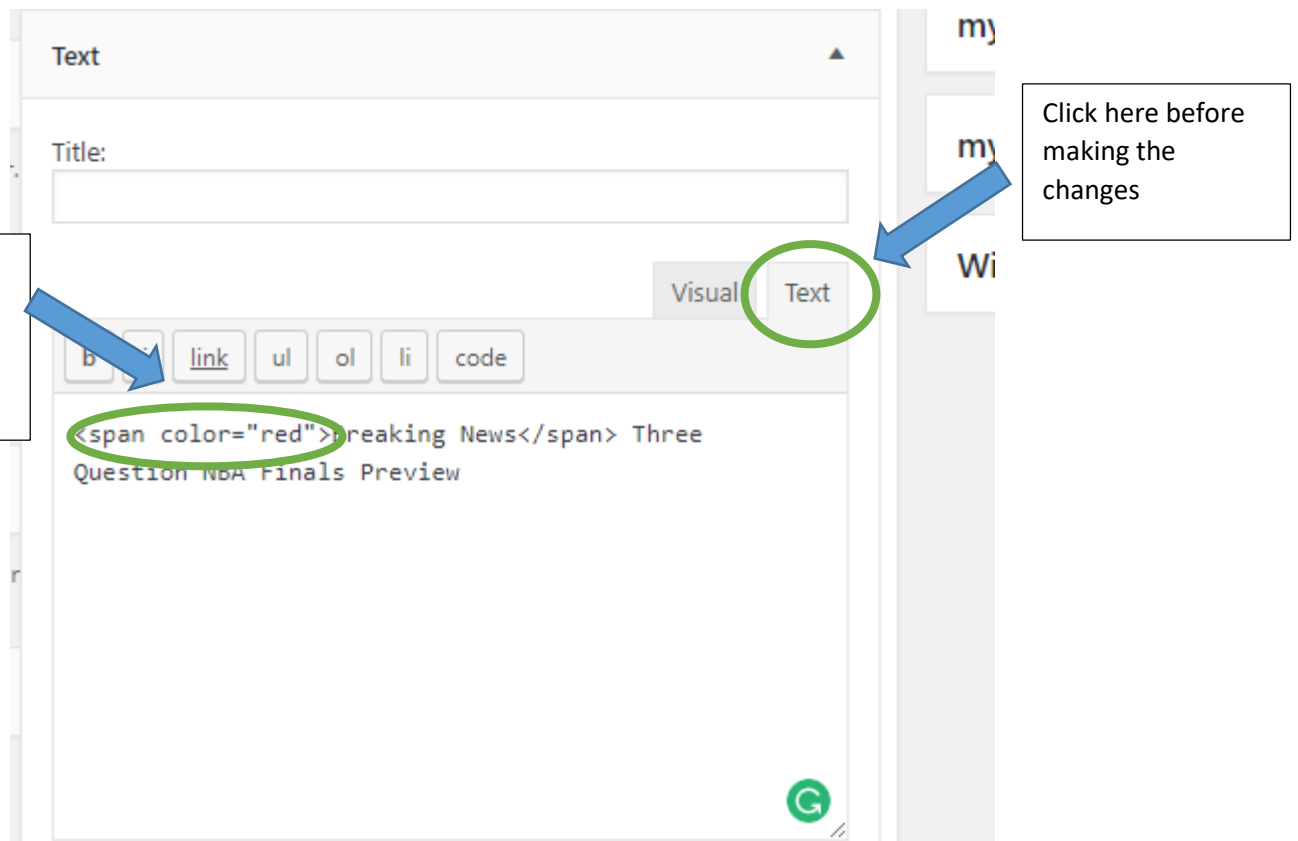 Text
my
Title:
my
Click here before
making the
changes
r.
Wi
Visual Text
b link ul ol li code
<span color="red">Breaking News</span> Three
Question NBA Finals Preview
r